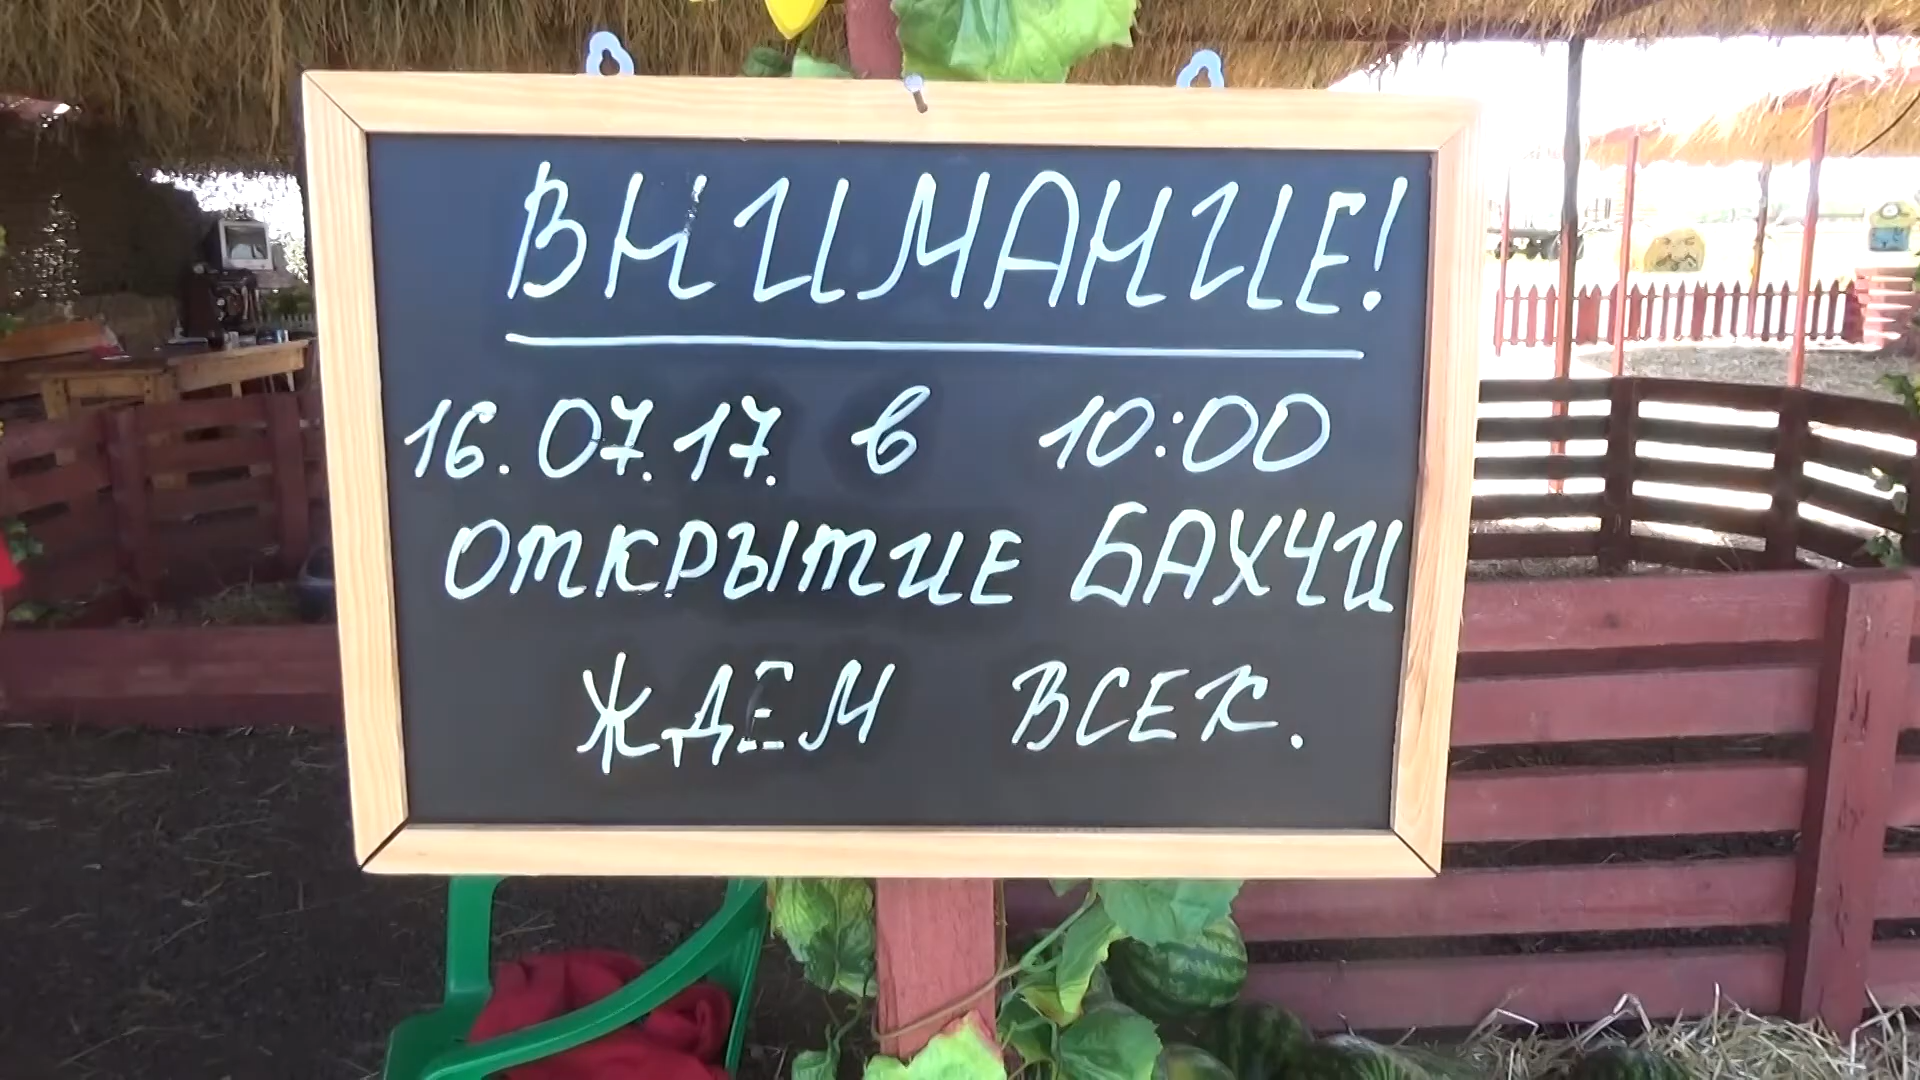 ВНИМАНИЕ!
16.07.17. в 10:00
ОТКРЫТИЕ БАХЧИ
ЖДЕМ ВСЕХ.